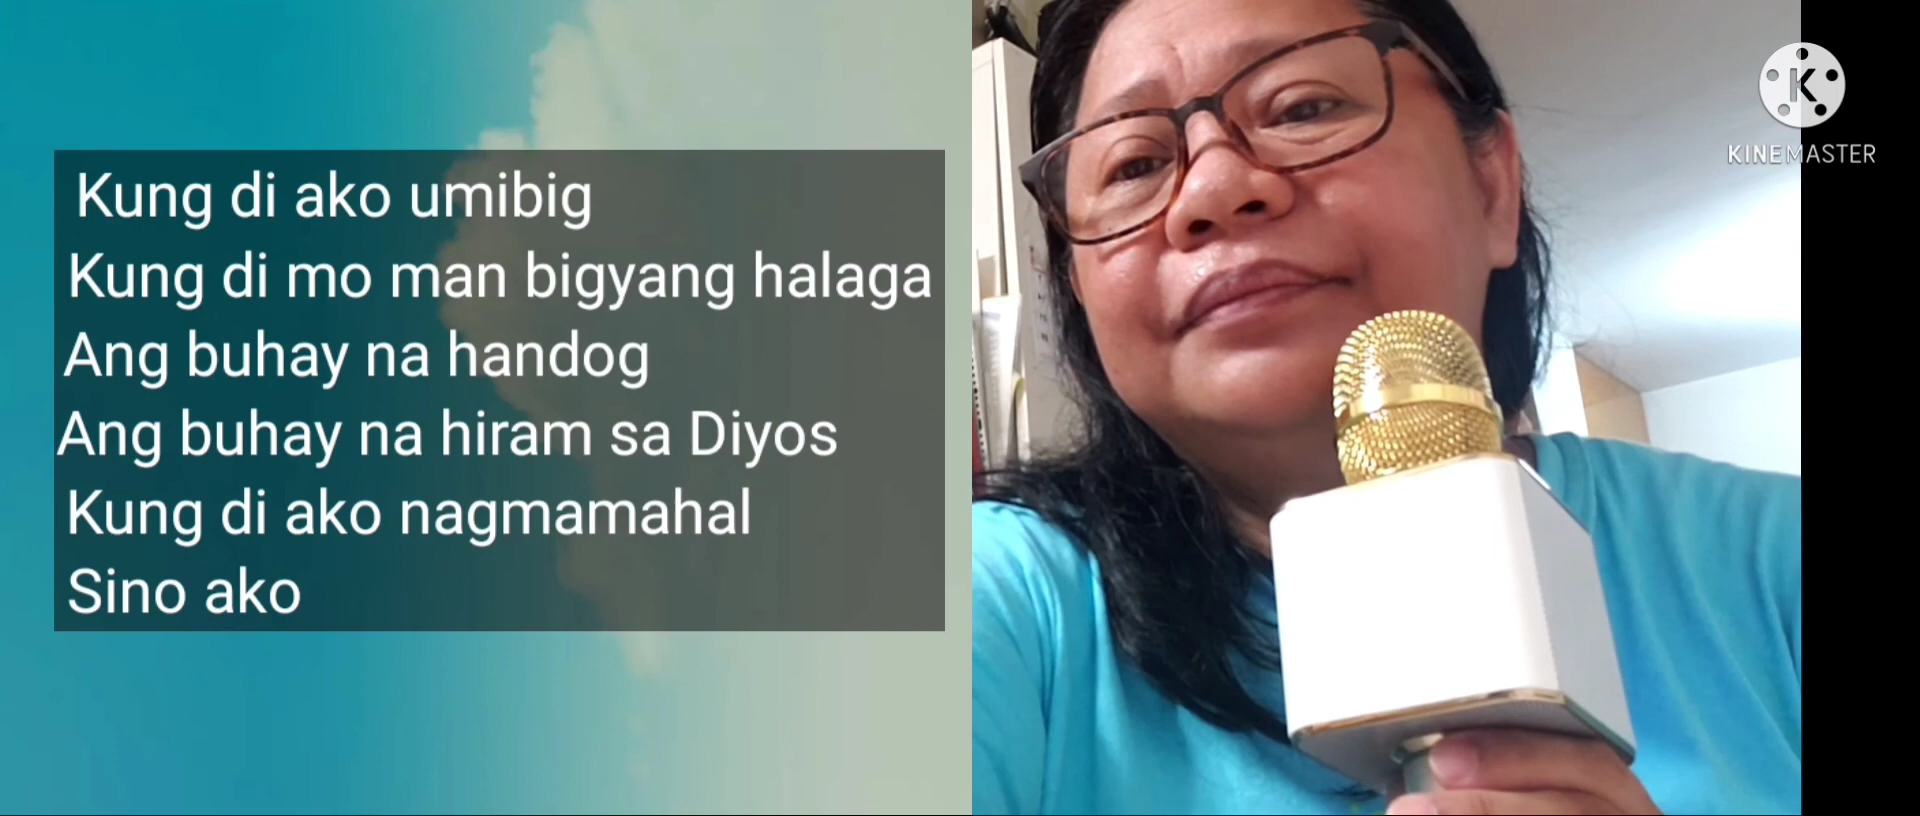 Kung di ako umibig
Kung di mo man bigyang halaga
Ang buhay na handog
Ang buhay na hiram sa Diyos
Kung di ako nagmamahal
Sino ako
K
KINEMASTER